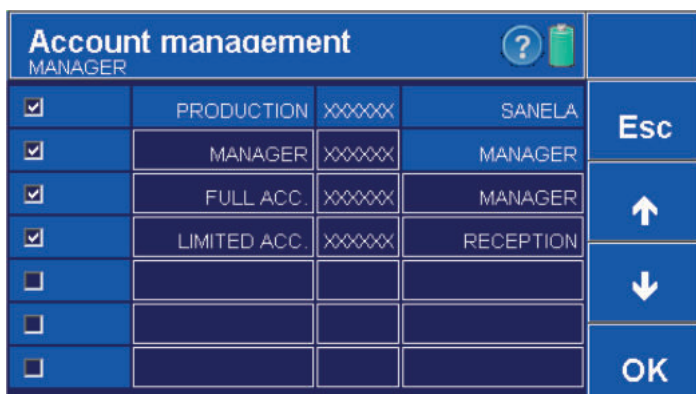 Account management
MANAGER
?
PRODUCTION XXXXXX SANELA
MANAGER XXXXXX MANAGER
FULL ACC. XXXXXX MANAGER
LIMITED ACC. XXXXXX RECEPTION
Esc
OK